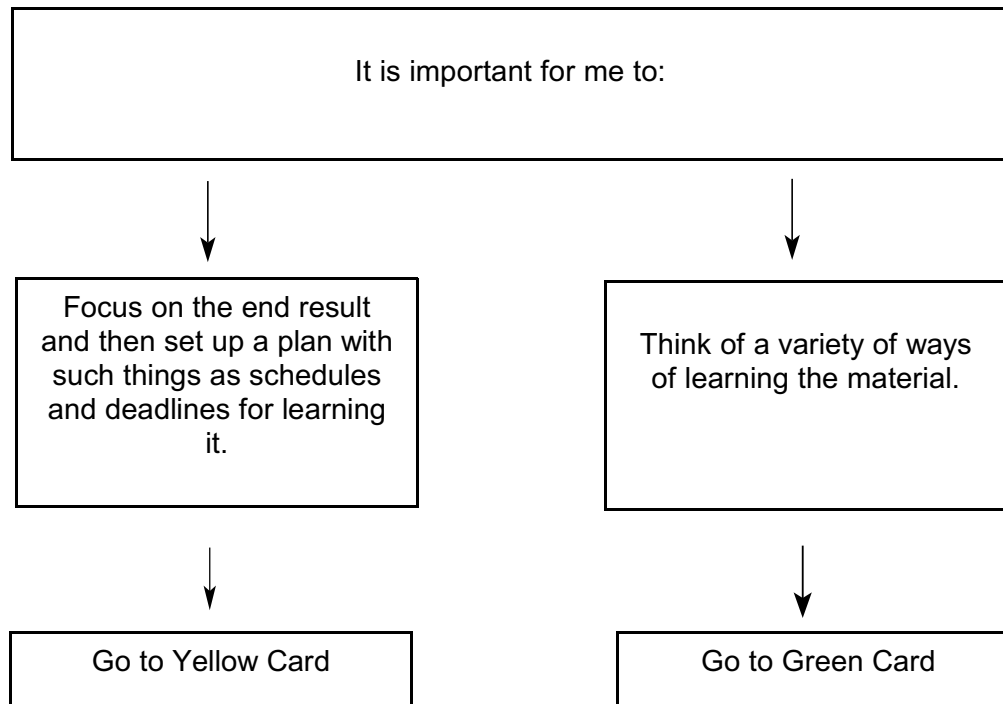 It is important for me to:
Focus on the end result
and then set up a plan with
such things as schedules
and deadlines for learning
it.
Think of a variety of ways
of learning the material.
Go to Yellow Card
Go to Green Card